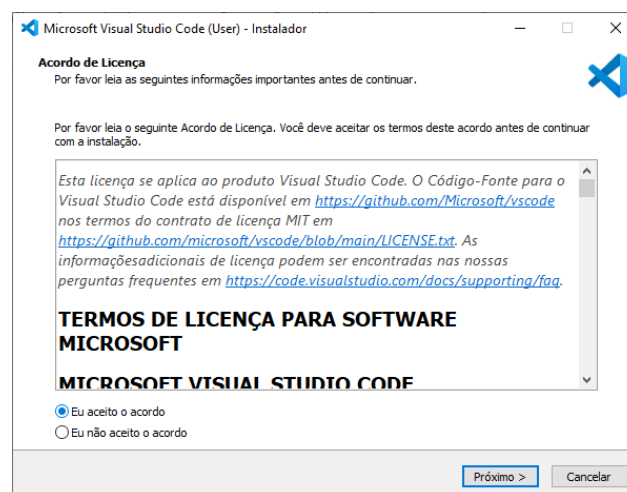 Microsoft Visual Studio Code (User) - Instalador
Acordo de Licença
Por favor leia as seguintes informações importantes antes de continuar.
Por favor leia o seguinte Acordo de Licença. Você deve aceitar os termos deste acordo antes de continuar
com a instalação.
Esta licença se aplica ao produto Visual Studio Code. O Código-Fonte para o
Visual Studio Code está disponível em https://github.com/Microsoft/vscode
nos termos do contrato de licença MIT em
https://github.com/microsoft/vscode/blob/main/LICENSE.txt. As
informaçõesadicionais de licença podem ser encontradas nas nossas
perguntas frequentes em https://code.visualstudio.com/docs/supporting/faq.
TERMOS DE LICENÇA PARA SOFTWARE
MICROSOFT
MICROSOFT VISUAL STUDIO CODE
Eu aceito o acordo
Eu não aceito o acordo
Próximo >
Cancelar